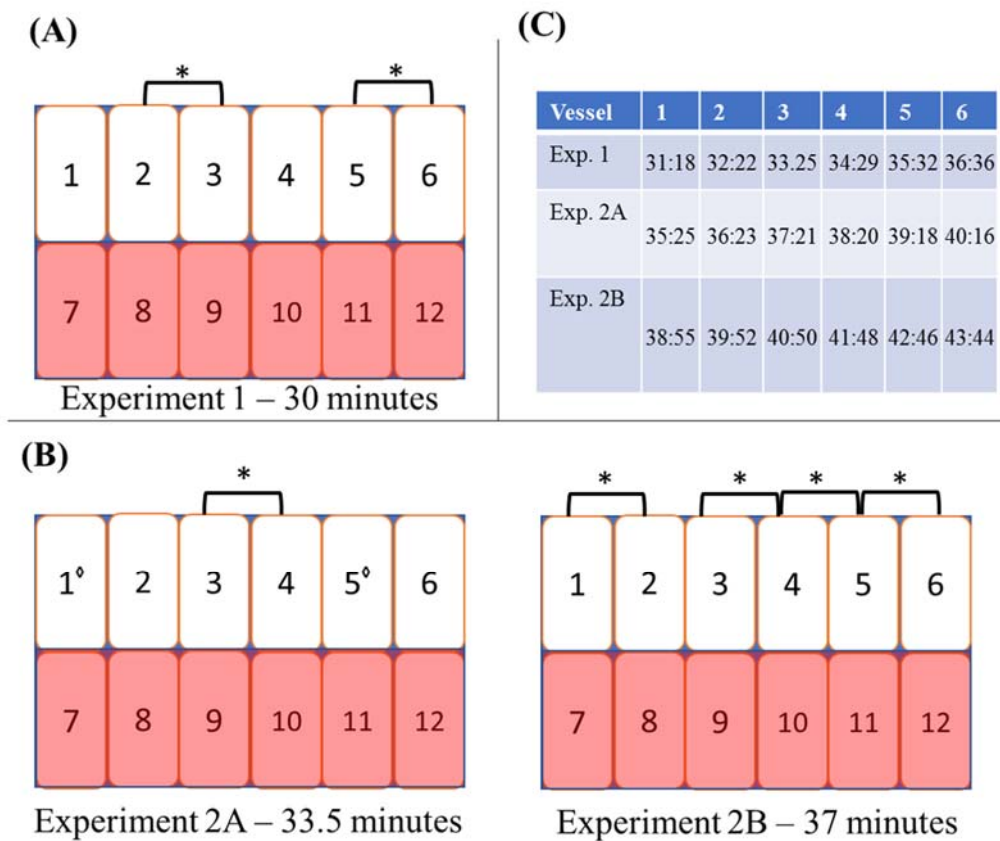 (A)
* *
1 2 3 4 5 6
7 8 9 10 11 12
Experiment 1 – 30 minutes
(C)
Vessel 1 2 3 4 5 6
Exp. 1 31:18 32:22 33.25 34:29 35:32 36:36
Exp. 2A 35:25 36:23 37:21 38:20 39:18 40:16
Exp. 2B 38:55 39:52 40:50 41:48 42:46 43:44
(B)
*
1◊ 2 3 4 5◊ 6
7 8 9 10 11 12
Experiment 2A – 33.5 minutes
* * * *
1 2 3 4 5 6
7 8 9 10 11 12
Experiment 2B – 37 minutes